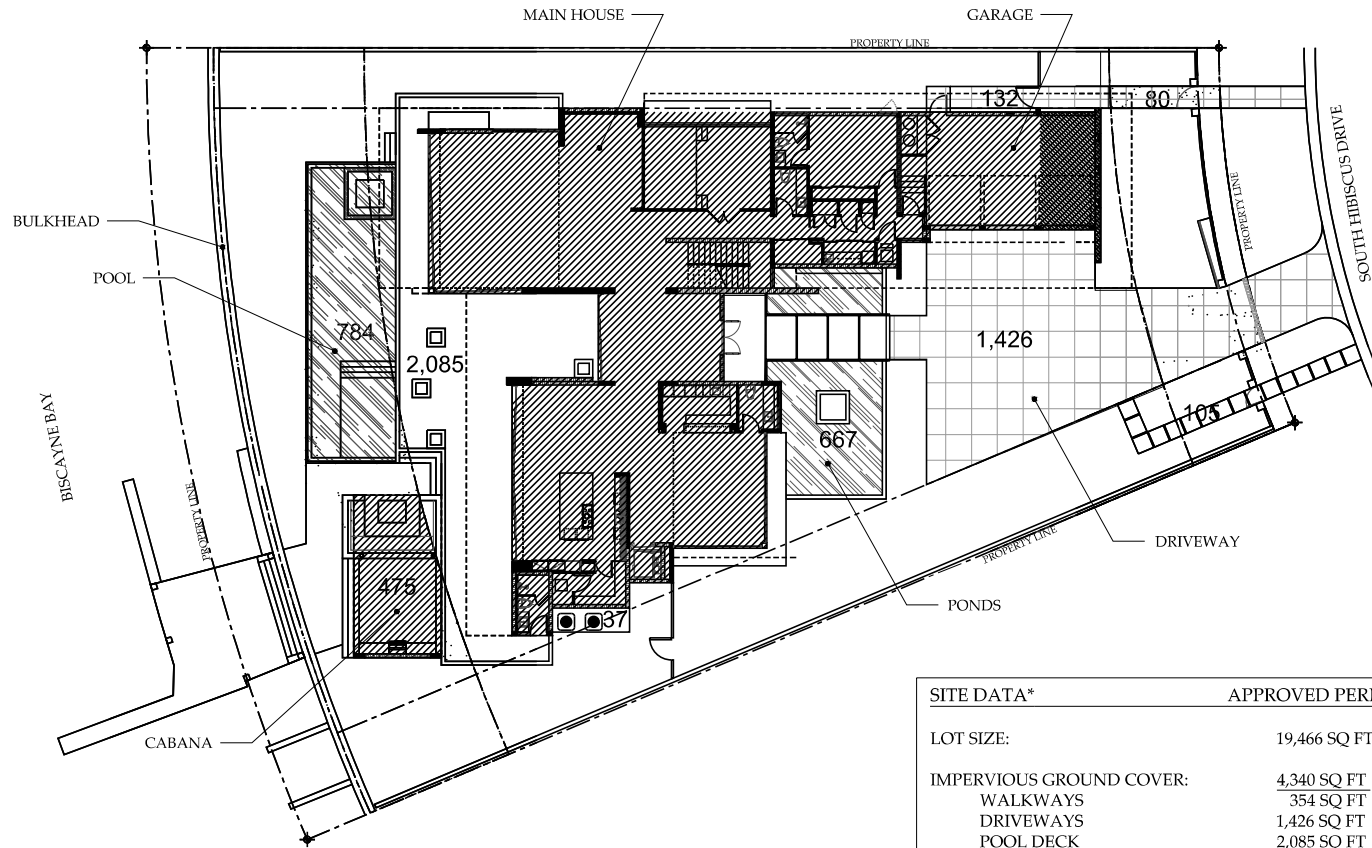 MAIN HOUSE
GARAGE
PROPERTY LINE
132
80
SOUTH HIBISCUS DRIVE
PROPERTY LINE
BULKHEAD
POOL
784
2,085
1,426
BISCAYNE BAY
105
667
PROPERTY LINE
DRIVEWAY
PROPERTY LINE
475
PONDS
37
CABANA
SITE DATA* APPROVED PER
LOT SIZE: 19,466 SQ FT
IMPERVIOUS GROUND COVER: 4,340 SQ FT
WALKWAYS 354 SQ FT
DRIVEWAYS 1,426 SQ FT
POOL DECK 2,085 SQ FT